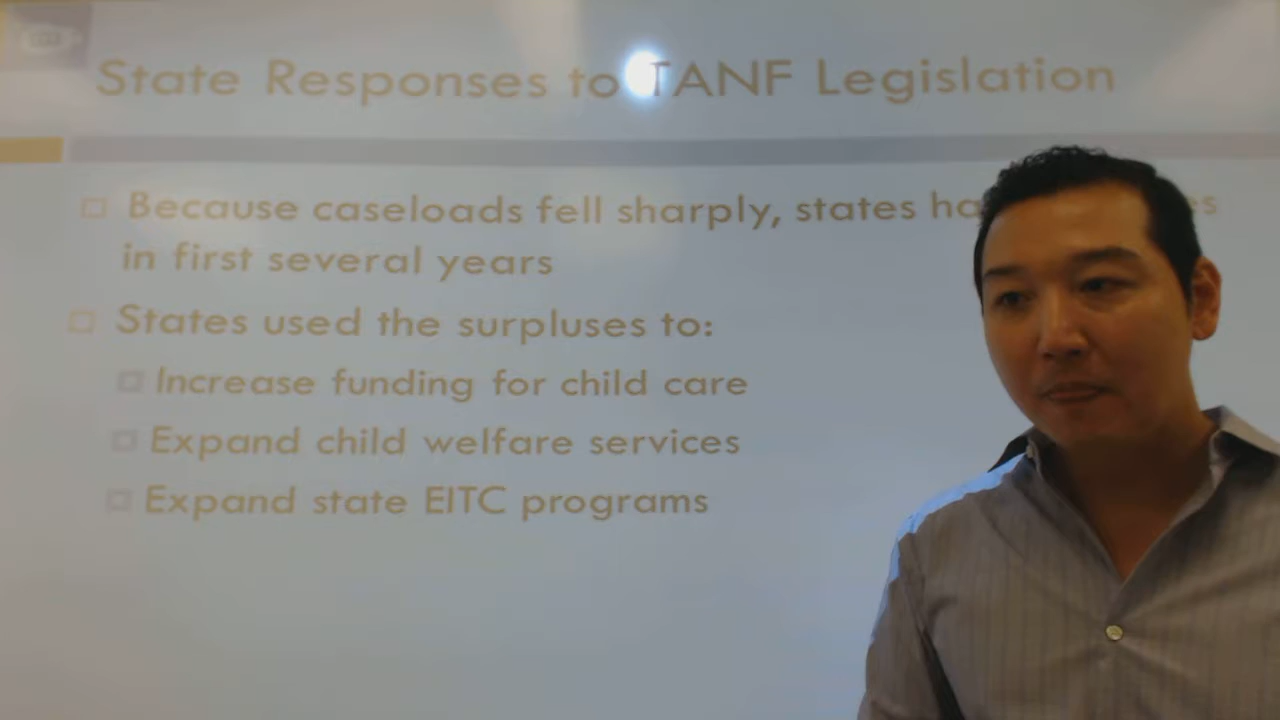 State Responses to TANF Legislation
Because caseloads fell sharply, states
in first several years
States used the surpluses to:
Increase funding for child care
Expand child welfare services
Expand state EITC programs